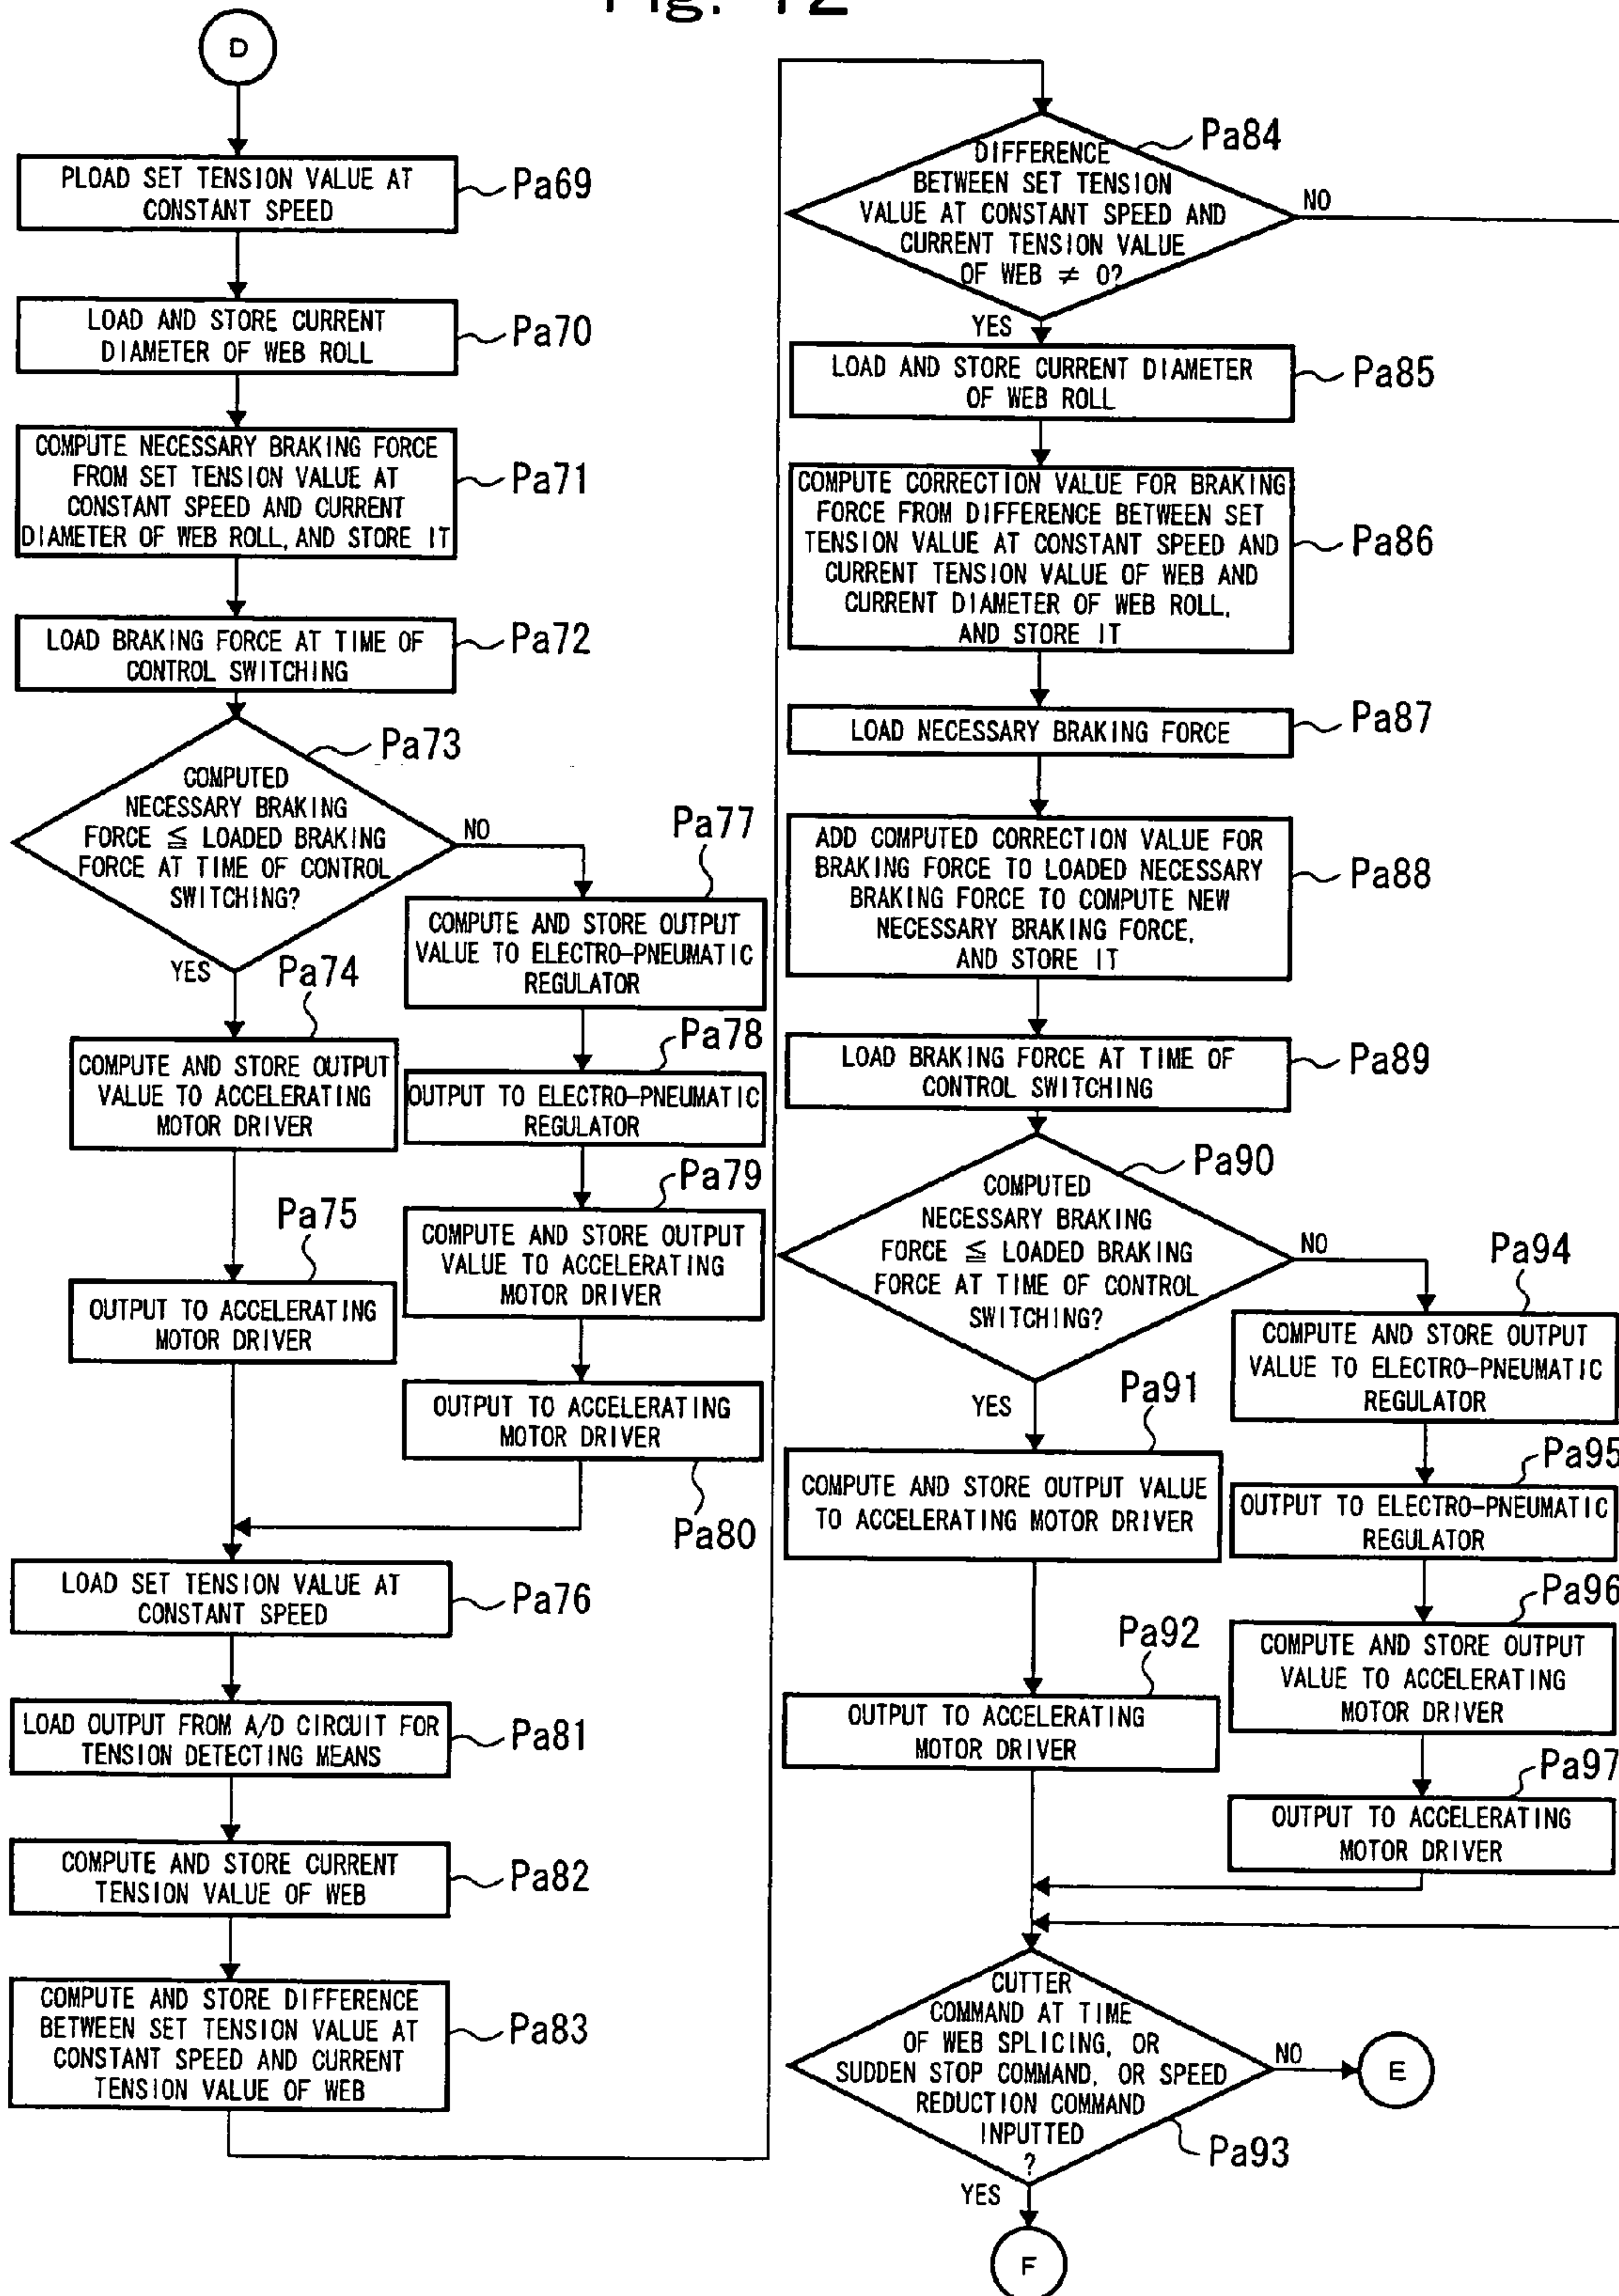 Fig. 12
D
PLOAD SET TENSION VALUE AT
CONSTANT SPEED
Pa69
LOAD AND STORE CURRENT
DIAMETER OF WEB ROLL
Pa70
COMPUTE NECESSARY BRAKING FORCE
FROM SET TENSION VALUE AT
CONSTANT SPEED AND CURRENT
DIAMETER OF WEB ROLL, AND STORE IT
Pa71
LOAD BRAKING FORCE AT TIME OF
CONTROL SWITCHING
Pa72
Pa73
COMPUTED
NECESSARY BRAKING
FORCE ≦ LOADED BRAKING
FORCE AT TIME OF CONTROL
SWITCHING?
NO
YES
Pa74
COMPUTE AND STORE OUTPUT
VALUE TO ACCELERATING
MOTOR DRIVER
Pa75
OUTPUT TO ACCELERATING
MOTOR DRIVER
Pa77
COMPUTE AND STORE OUTPUT
VALUE TO ELECTRO-PNEUMATIC
REGULATOR
Pa78
OUTPUT TO ELECTRO-PNEUMATIC
REGULATOR
Pa79
COMPUTE AND STORE OUTPUT
VALUE TO ACCELERATING
MOTOR DRIVER
OUTPUT TO ACCELERATING
MOTOR DRIVER
Pa80
LOAD SET TENSION VALUE AT
CONSTANT SPEED
Pa76
LOAD OUTPUT FROM A/D CIRCUIT FOR
TENSION DETECTING MEANS
Pa81
COMPUTE AND STORE CURRENT
TENSION VALUE OF WEB
Pa82
COMPUTE AND STORE DIFFERENCE
BETWEEN SET TENSION VALUE AT
CONSTANT SPEED AND CURRENT
TENSION VALUE OF WEB
Pa83
Pa84
DIFFERENCE
BETWEEN SET TENSION
VALUE AT CONSTANT SPEED AND
CURRENT TENSION VALUE
OF WEB ≠ 0?
NO
YES
LOAD AND STORE CURRENT DIAMETER
OF WEB ROLL
Pa85
COMPUTE CORRECTION VALUE FOR BRAKING
FORCE FROM DIFFERENCE BETWEEN SET
TENSION VALUE AT CONSTANT SPEED AND
CURRENT TENSION VALUE OF WEB AND
CURRENT DIAMETER OF WEB ROLL,
AND STORE IT
Pa86
LOAD NECESSARY BRAKING FORCE
Pa87
ADD COMPUTED CORRECTION VALUE FOR
BRAKING FORCE TO LOADED NECESSARY
BRAKING FORCE TO COMPUTE NEW
NECESSARY BRAKING FORCE,
AND STORE IT
Pa88
LOAD BRAKING FORCE AT TIME OF
CONTROL SWITCHING
Pa89
Pa90
COMPUTED
NECESSARY BRAKING
FORCE ≦ LOADED BRAKING
FORCE AT TIME OF CONTROL
SWITCHING?
NO
YES
Pa91
COMPUTE AND STORE OUTPUT VALUE
TO ACCELERATING MOTOR DRIVER
Pa92
OUTPUT TO ACCELERATING
MOTOR DRIVER
Pa94
COMPUTE AND STORE OUTPUT
VALUE TO ELECTRO-PNEUMATIC
REGULATOR
Pa95
OUTPUT TO ELECTRO-PNEUMATIC
REGULATOR
Pa96
COMPUTE AND STORE OUTPUT
VALUE TO ACCELERATING
MOTOR DRIVER
Pa97
OUTPUT TO ACCELERATING
MOTOR DRIVER
CUTTER
COMMAND AT TIME
OF WEB SPLICING, OR
SUDDEN STOP COMMAND, OR SPEED
REDUCTION COMMAND
INPUTTED
?
NO
E
Pa93
YES
F